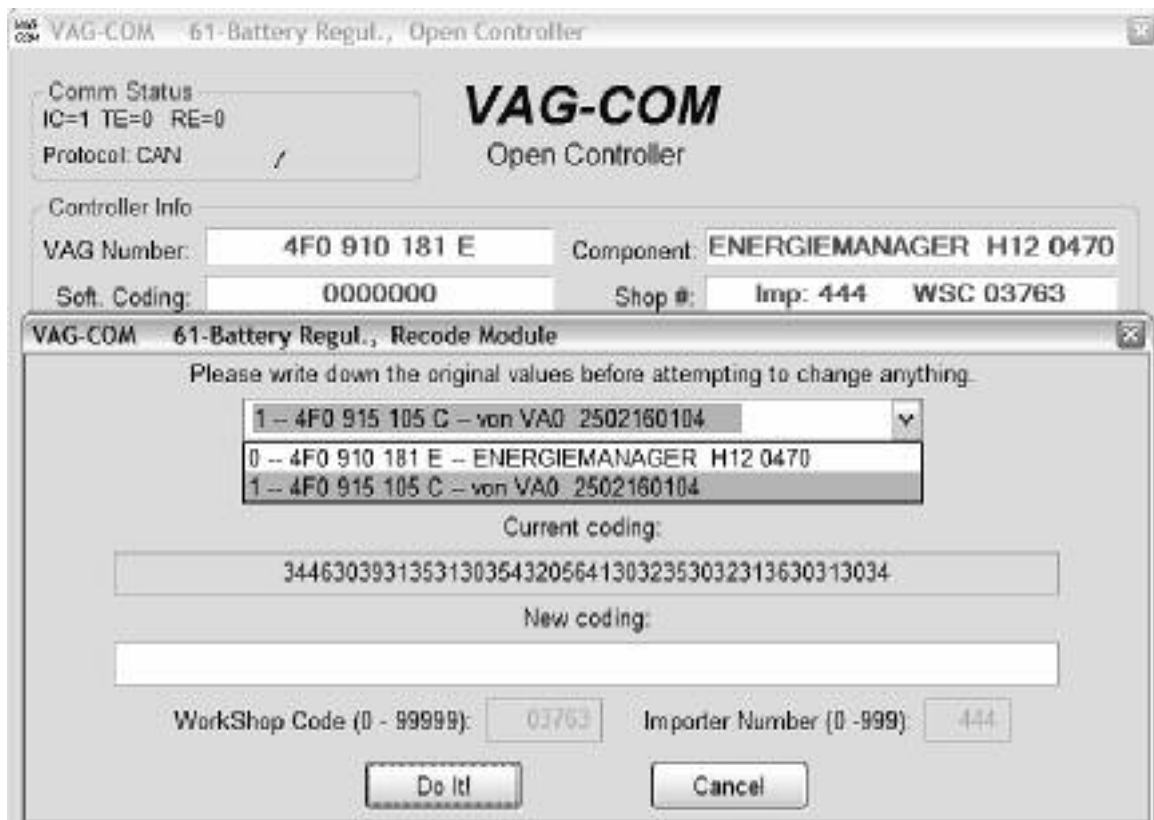 VAG-COM 61-Battery Regul., Open Controller
Comm Status
IC=1 TE=0 RE=0
Protocol: CAN /
VAG-COM
Open Controller
Controller Info
VAG Number: 4F0 910 181 E Component: ENERGIEMANAGER H12 0470
Soft. Coding: 0000000 Shop #: Imp: 444 WSC 03763
VAG-COM 61-Battery Regul., Recode Module
Please write down the original values before attempting to change anything.
1 -- 4F0 915 105 C -- von VA0 2502160104
0 -- 4F0 910 181 E -- ENERGIEMANAGER H12 0470
1 -- 4F0 915 105 C -- von VA0 2502160104
Current coding:
344630393135313035432056413032353032313630313034
New coding:
WorkShop Code (0 - 99999): 03763 Importer Number (0 -999): 444
Do It! Cancel